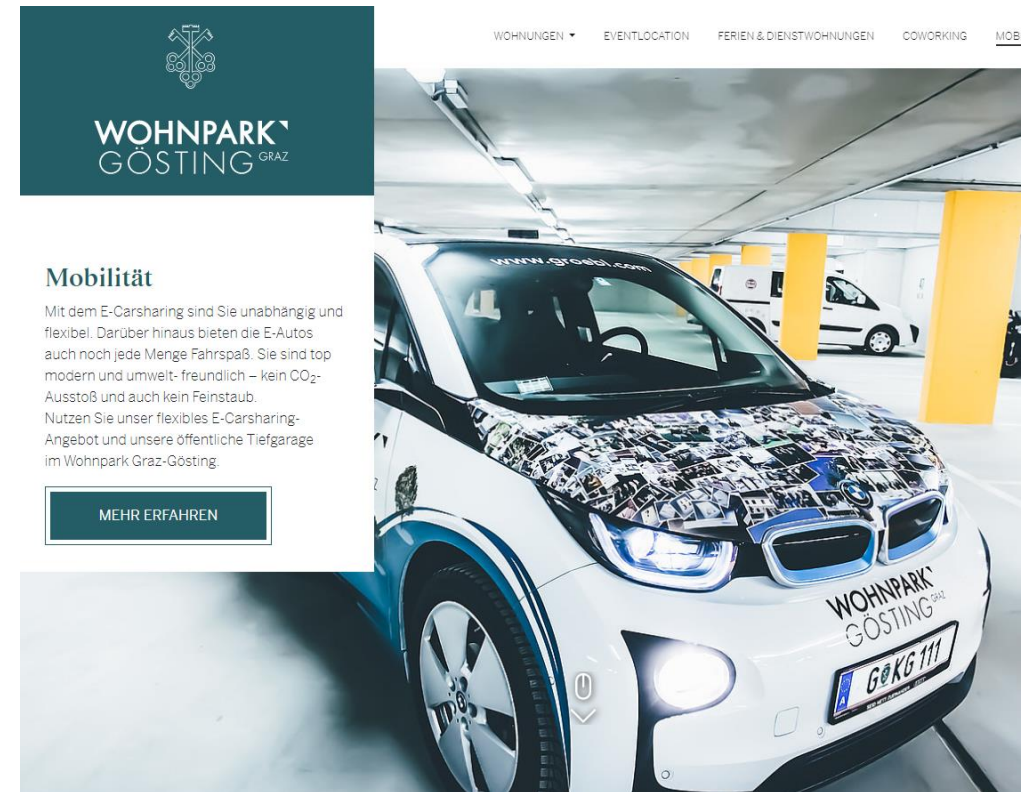 WOHNUNGEN EVENTLOCATION FERIEN & DIENSTWOHNUNGEN COWORKING MOB
WOHNPARK
GÖSTING GRAZ
Mobilität
Mit dem E-Carsharing sind Sie unabhängig und
flexibel. Darüber hinaus bieten die E-Autos
auch noch jede Menge Fahrspaß. Sie sind top
modern und umwelt- freundlich – kein CO₂-
Ausstoß und auch kein Feinstaub.
Nutzen Sie unser flexibles E-Carsharing-
Angebot und unsere öffentliche Tiefgarage
im Wohnpark Graz-Gösting.
MEHR ERFAHREN
www.groebl.com
WOHNPARK
GÖSTING GRAZ
A
G KG 111